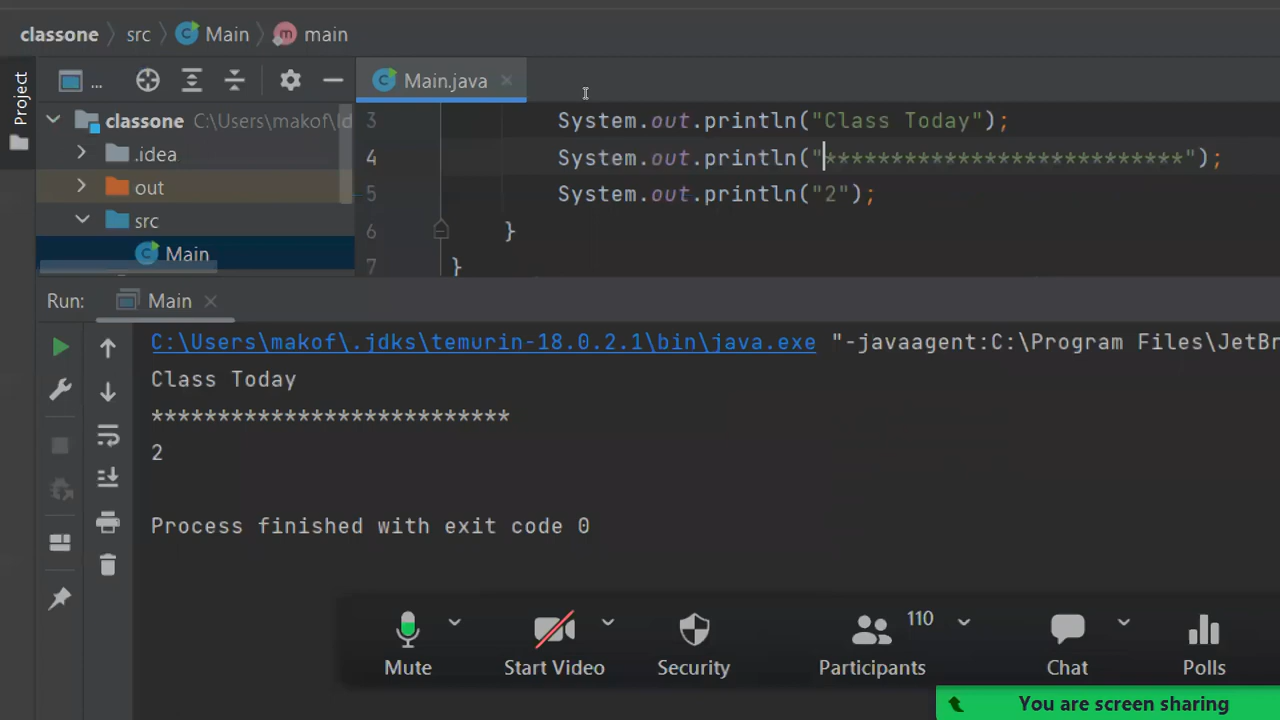 classone src Main main
Project
... Main.java
classone C:\Users\makof\Id
.idea
out
src
Main
3 System.out.println("Class Today");
4 System.out.println("***************************");
5 System.out.println("2");
6 }
7 }
Run: Main
C:\Users\makof\.jdks\temurin-18.0.2.1\bin\java.exe "-javaagent:C:\Program Files\JetBr
Class Today
***************************
2
Process finished with exit code 0
110
Mute Start Video Security Participants Chat Polls
You are screen sharing